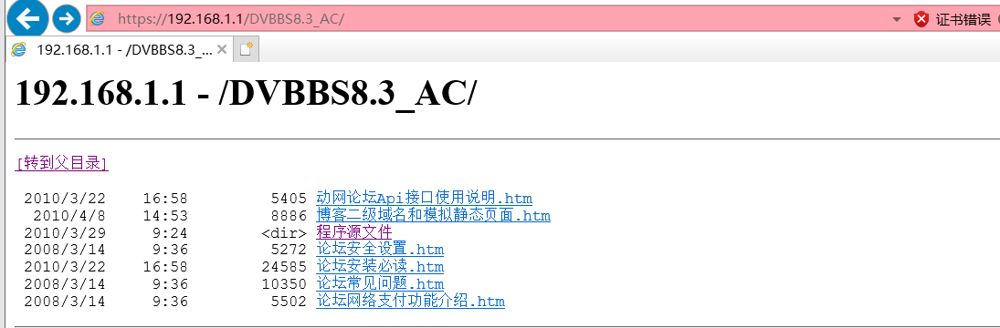 https://192.168.1.1/DVBBS8.3_AC/
证书错误
192.168.1.1 - /DVBBS8.3_...
192.168.1.1 - /DVBBS8.3_AC/
[转到父目录]
2010/3/22 16:58 5405 动网论坛Api接口使用说明.htm
2010/4/8 14:53 8886 博客二级域名和模拟静态页面.htm
2010/3/29 9:24 <dir> 程序源文件
2008/3/14 9:36 5272 论坛安全设置.htm
2010/3/22 16:58 24585 论坛安装必读.htm
2008/3/14 9:36 10350 论坛常见问题.htm
2008/3/14 9:36 5502 论坛网络支付功能介绍.htm